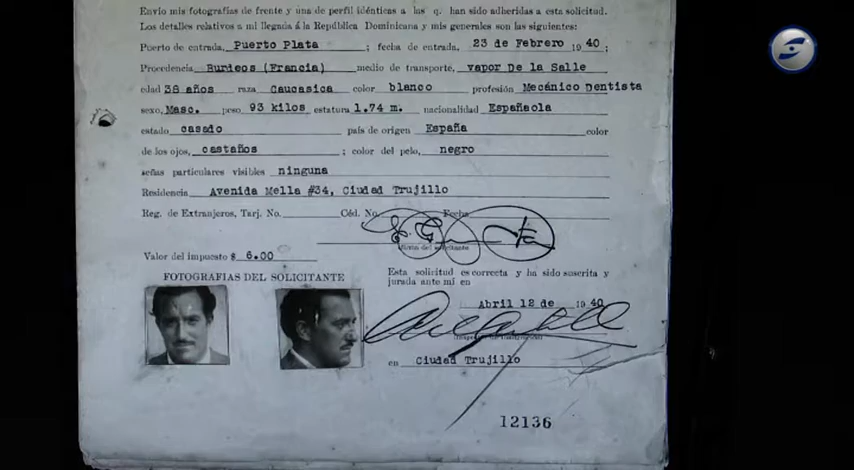 Envío mis fotografías de frente y una de perfil idénticas a las q. han sido adheridas a esta solicitud.
Los detalles relativos a mi llegada á la República Dominicana y mis generales son las siguientes:
Puerto de entrada, Puerto Plata ; fecha de entrada, 23 de Febrero 1940;
Procedencia Burdeos (Francia) medio de transporte, vapor De la Salle
edad 38 años raza Caucasica color blanco profesión Mecánico Dentista
sexo, Masc. peso 93 kilos estatura 1.74 m. nacionalidad Española
estado casado país de origen España color
de los ojos, castaños ; color del pelo, negro
señas particulares visibles ninguna
Residencia Avenida Mella #34, Ciudad Trujillo
Reg. de Extranjeros, Tarj. No. Céd. No. Fecha
Firma del solicitante
Valor del impuesto $ 6.00
FOTOGRAFIAS DEL SOLICITANTE
Esta solicitud es correcta y ha sido suscrita y
jurada ante mí en
Abril 12 de 1940
en Ciudad Trujillo
12136